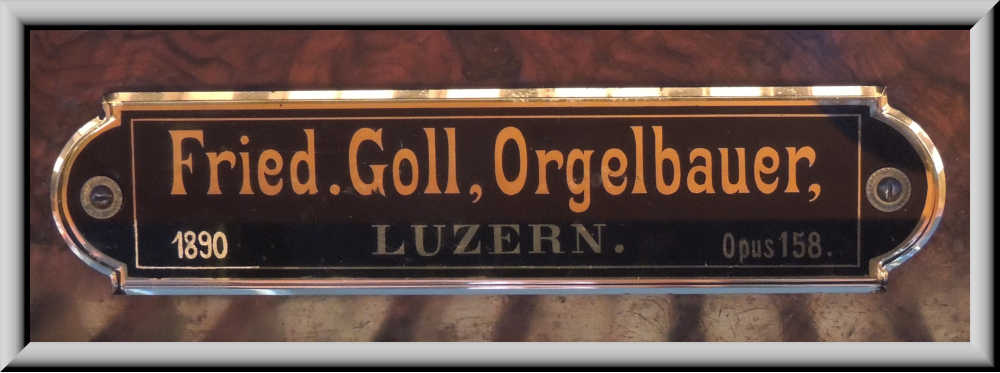 Fried. Goll, Orgelbauer,
1890 LUZERN. Opus 158.